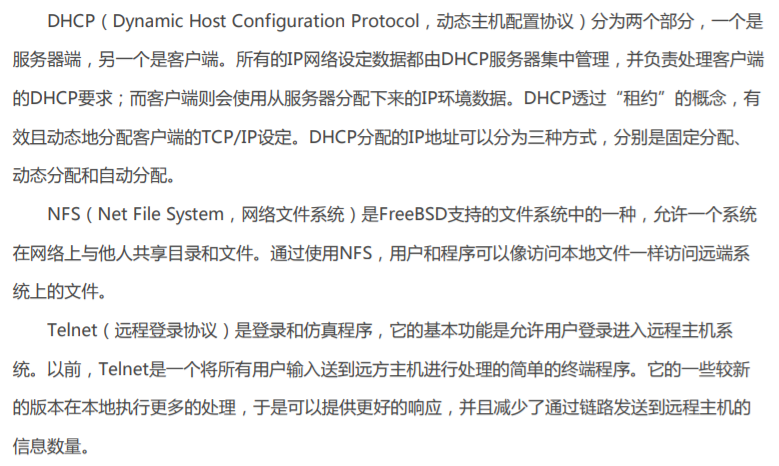 DHCP（Dynamic Host Configuration Protocol，动态主机配置协议）分为两个部分，一个是
服务器端，另一个是客户端。所有的IP网络设定数据都由DHCP服务器集中管理，并负责处理客户端
的DHCP要求；而客户端则会使用从服务器分配下来的IP环境数据。DHCP透过“租约”的概念，有
效且动态地分配客户端的TCP/IP设定。DHCP分配的IP地址可以分为三种方式，分别是固定分配、
动态分配和自动分配。
NFS（Net File System，网络文件系统）是FreeBSD支持的文件系统中的一种，允许一个系统
在网络上与他人共享目录和文件。通过使用NFS，用户和程序可以像访问本地文件一样访问远端系
统上的文件。
Telnet（远程登录协议）是登录和仿真程序，它的基本功能是允许用户登录进入远程主机系
统。以前，Telnet是一个将所有用户输入送到远方主机进行处理的简单的终端程序。它的一些较新
的版本在本地执行更多的处理，于是可以提供更好的响应，并且减少了通过链路发送到远程主机的
信息数量。